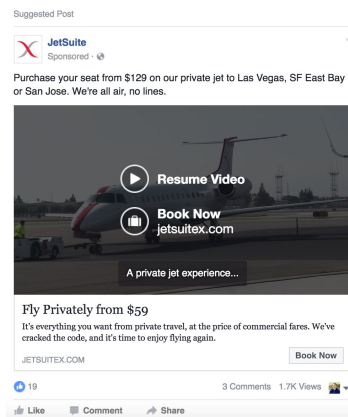 Suggested Post
JetSuite
Sponsored ·
Purchase your seat from $129 on our private jet to Las Vegas, SF East Bay
or San Jose. We're all air, no lines.
Resume Video
Book Now
jetsuitex.com
A private jet experience...
Fly Privately from $59
It's everything you want from private travel, at the price of commercial fares. We've
cracked the code, and it's time to enjoy flying again.
JETSUITEX.COM
Book Now
19
3 Comments 1.7K Views
Like Comment Share